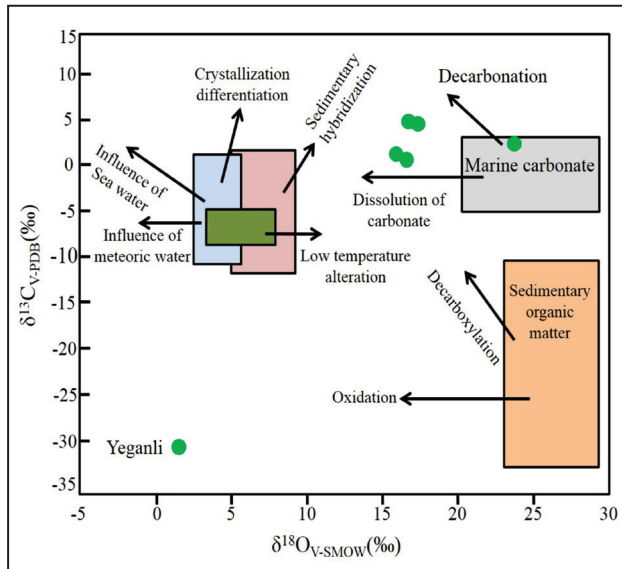 15
10
5
0
-5
-10
-15
-20
-25
-30
-35
δ13CV-PDB(‰)
Crystallization
differentiation
Sedimentary
hybridization
Decarbonation
Influence of
Sea water
Marine carbonate
Dissolution of
carbonate
Influence of
meteoric water
Low temperature
alteration
Decarboxylation
Sedimentary
organic
matter
Oxidation
Yeganli
-5
0
5
10
15
20
25
30
δ18OV-SMOW(‰)